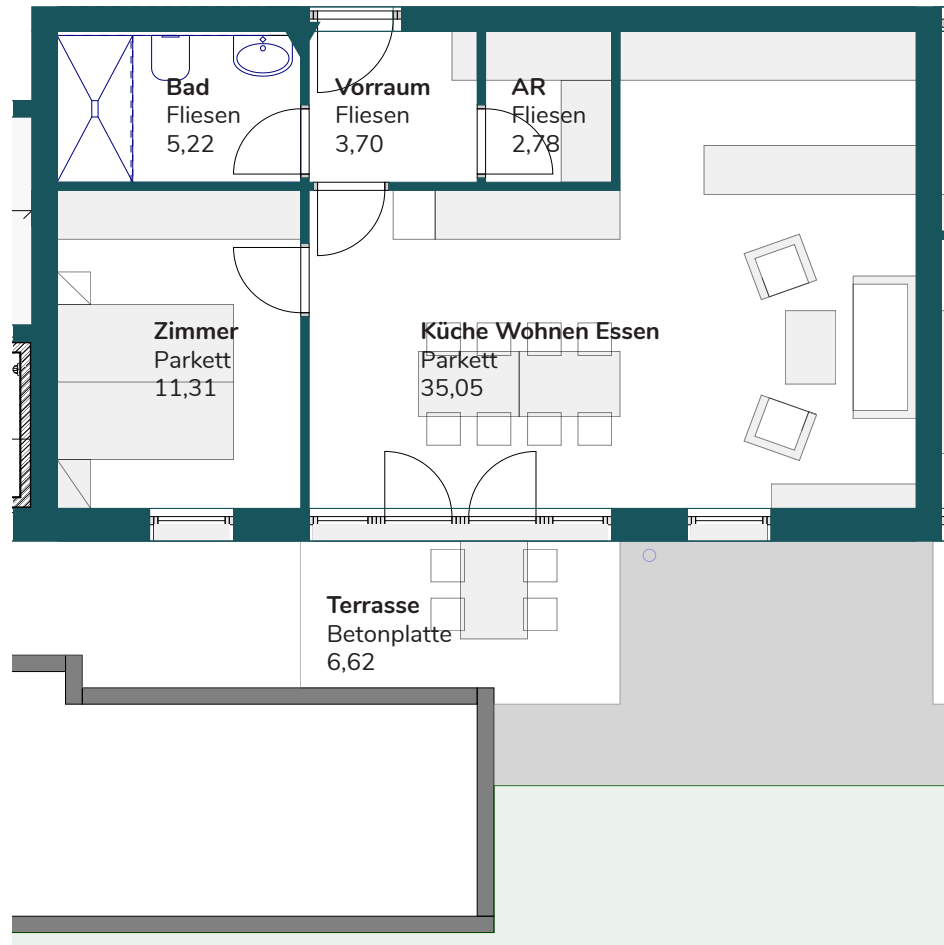 Bad
Fliesen
5,22
Vorraum
Fliesen
3,70
AR
Fliesen
2,78
Zimmer
Parkett
11,31
Küche Wohnen Essen
Parkett
35,05
Terrasse
Betonplatte
6,62